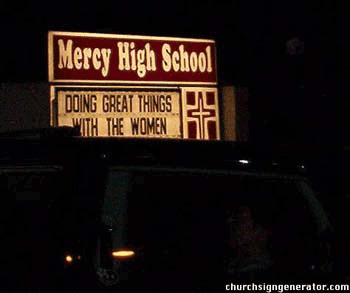 Mercy High School
DOING GREAT THINGS
WITH THE WOMEN
churchsigngenerator.com